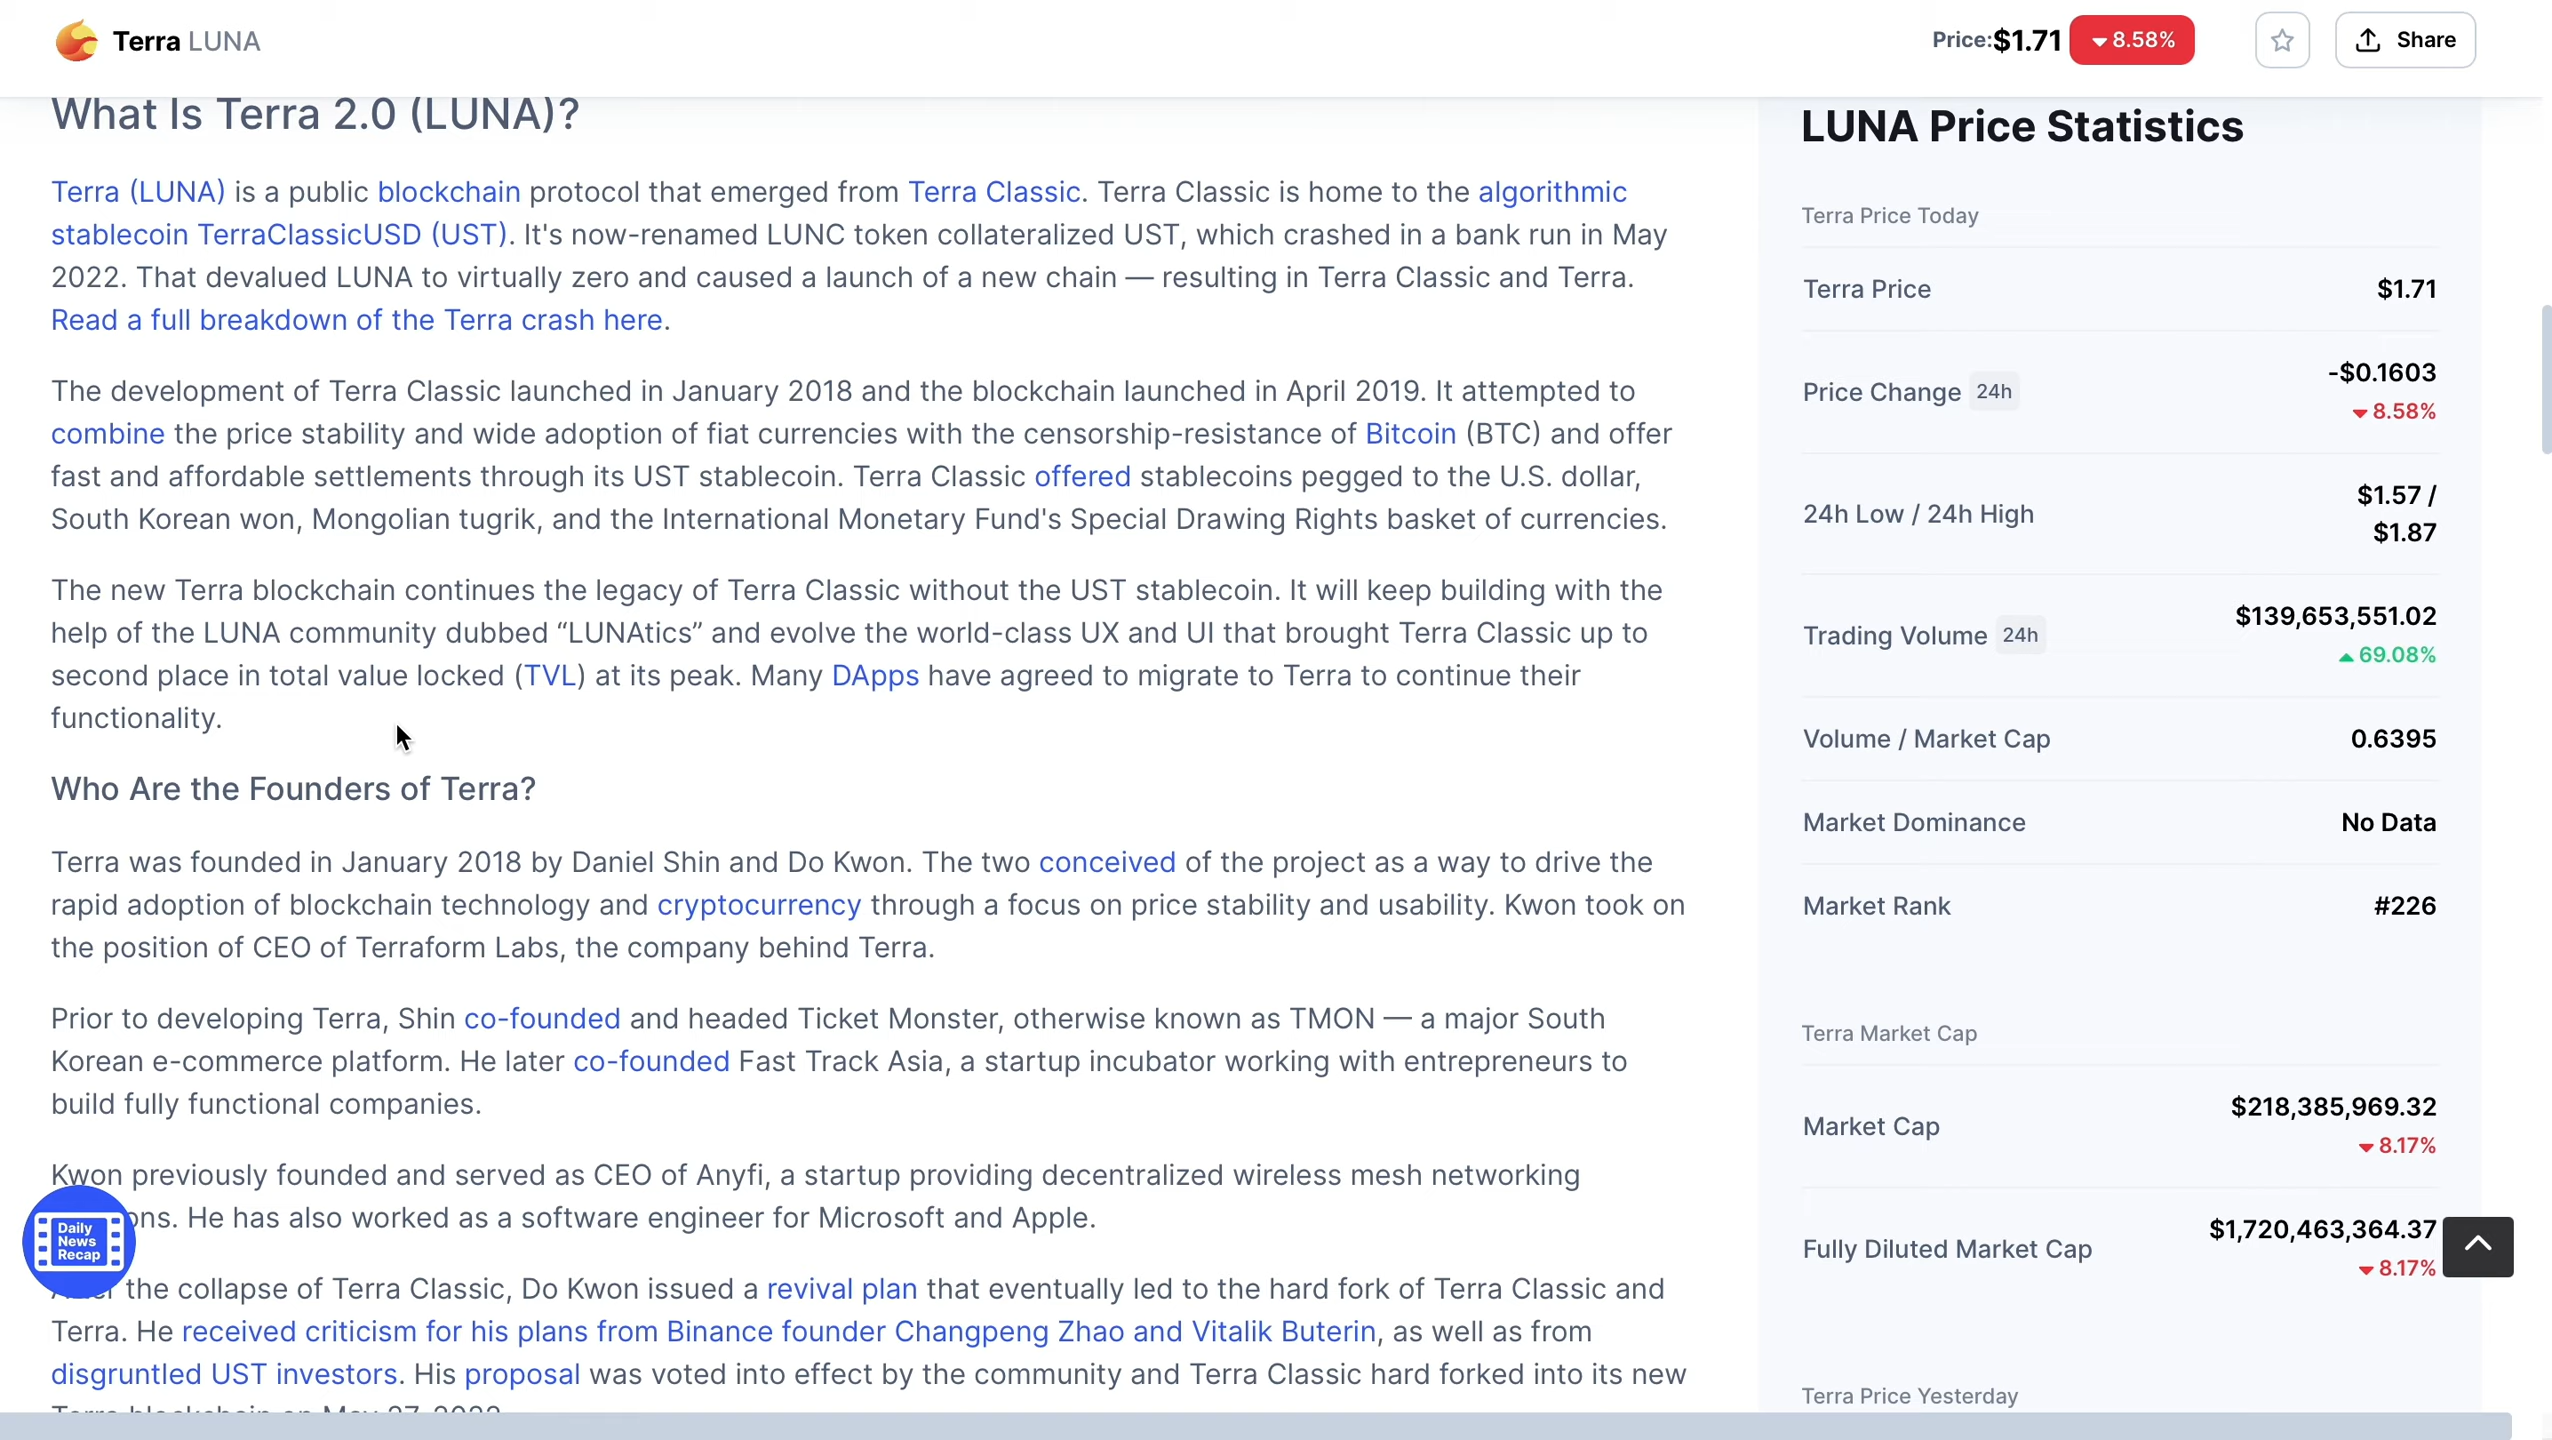 Terra LUNA
Price:$1.71 8.58%
Share
What Is Terra 2.0 (LUNA)?
Terra (LUNA) is a public blockchain protocol that emerged from Terra Classic. Terra Classic is home to the algorithmic
stablecoin TerraClassicUSD (UST). It's now-renamed LUNC token collateralized UST, which crashed in a bank run in May
2022. That devalued LUNA to virtually zero and caused a launch of a new chain — resulting in Terra Classic and Terra.
Read a full breakdown of the Terra crash here.
The development of Terra Classic launched in January 2018 and the blockchain launched in April 2019. It attempted to
combine the price stability and wide adoption of fiat currencies with the censorship-resistance of Bitcoin (BTC) and offer
fast and affordable settlements through its UST stablecoin. Terra Classic offered stablecoins pegged to the U.S. dollar,
South Korean won, Mongolian tugrik, and the International Monetary Fund's Special Drawing Rights basket of currencies.
The new Terra blockchain continues the legacy of Terra Classic without the UST stablecoin. It will keep building with the
help of the LUNA community dubbed “LUNAtics” and evolve the world-class UX and UI that brought Terra Classic up to
second place in total value locked (TVL) at its peak. Many DApps have agreed to migrate to Terra to continue their
functionality.
Who Are the Founders of Terra?
Terra was founded in January 2018 by Daniel Shin and Do Kwon. The two conceived of the project as a way to drive the
rapid adoption of blockchain technology and cryptocurrency through a focus on price stability and usability. Kwon took on
the position of CEO of Terraform Labs, the company behind Terra.
Prior to developing Terra, Shin co-founded and headed Ticket Monster, otherwise known as TMON — a major South
Korean e-commerce platform. He later co-founded Fast Track Asia, a startup incubator working with entrepreneurs to
build fully functional companies.
Kwon previously founded and served as CEO of Anyfi, a startup providing decentralized wireless mesh networking
ons. He has also worked as a software engineer for Microsoft and Apple.
the collapse of Terra Classic, Do Kwon issued a revival plan that eventually led to the hard fork of Terra Classic and
Terra. He received criticism for his plans from Binance founder Changpeng Zhao and Vitalik Buterin, as well as from
disgruntled UST investors. His proposal was voted into effect by the community and Terra Classic hard forked into its new
Terra blockchain on May 27, 2022.
Daily
News
Recap
LUNA Price Statistics
Terra Price Today
Terra Price $1.71
Price Change 24h -$0.1603
8.58%
24h Low / 24h High $1.57 /
$1.87
Trading Volume 24h $139,653,551.02
69.08%
Volume / Market Cap 0.6395
Market Dominance No Data
Market Rank #226
Terra Market Cap
Market Cap $218,385,969.32
8.17%
Fully Diluted Market Cap $1,720,463,364.37
8.17%
Terra Price Yesterday